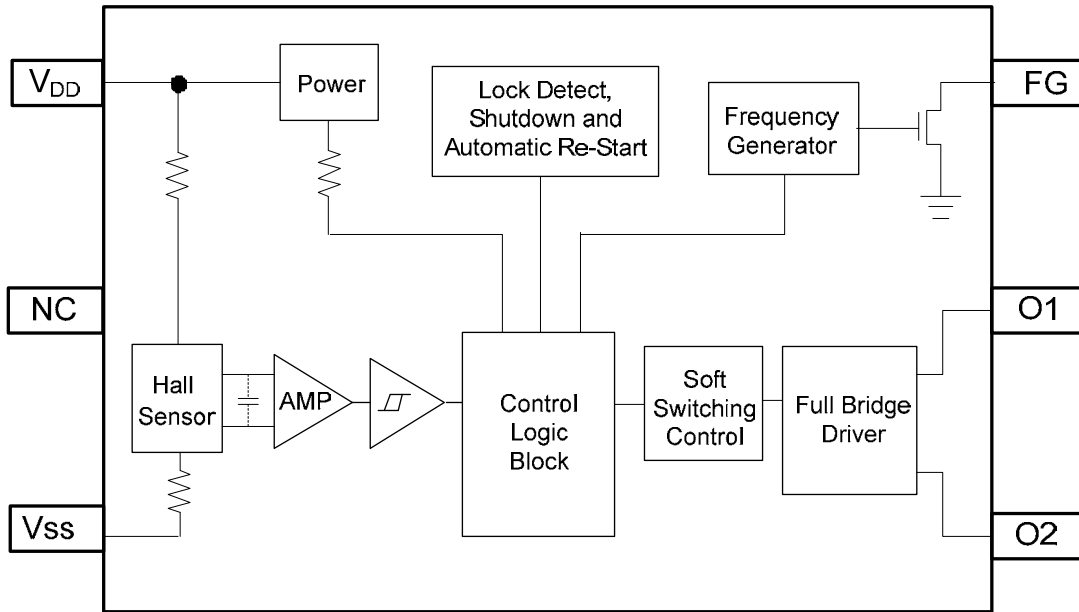 VDD
Power
Lock Detect,
Shutdown and
Automatic Re-Start
Frequency
Generator
FG
NC
O1
Hall
Sensor
AMP
Control
Logic
Block
Soft
Switching
Control
Full Bridge
Driver
Vss
O2